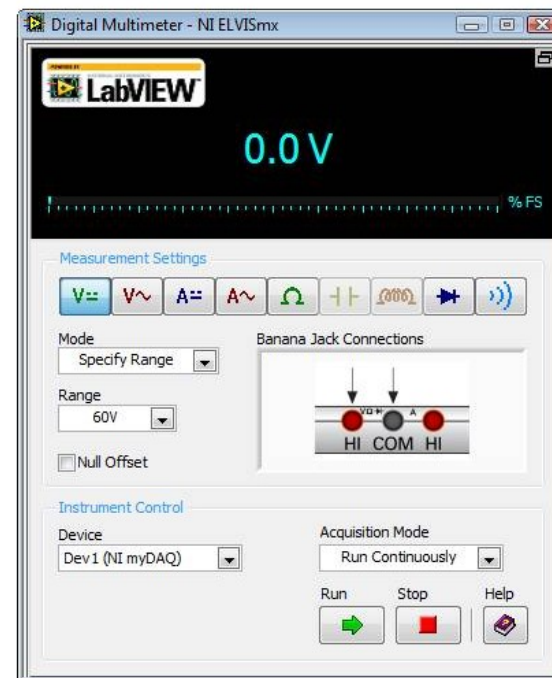 Digital Multimeter - NI ELVISmx
LabVIEW
0.0 V
% FS
Measurement Settings
V V A A Ω
Mode
Specify Range
Banana Jack Connections
Range
60V
VΩ A
HI COM HI
Null Offset
Instrument Control
Device
Dev1 (NI myDAQ)
Acquisition Mode
Run Continuously
Run Stop Help